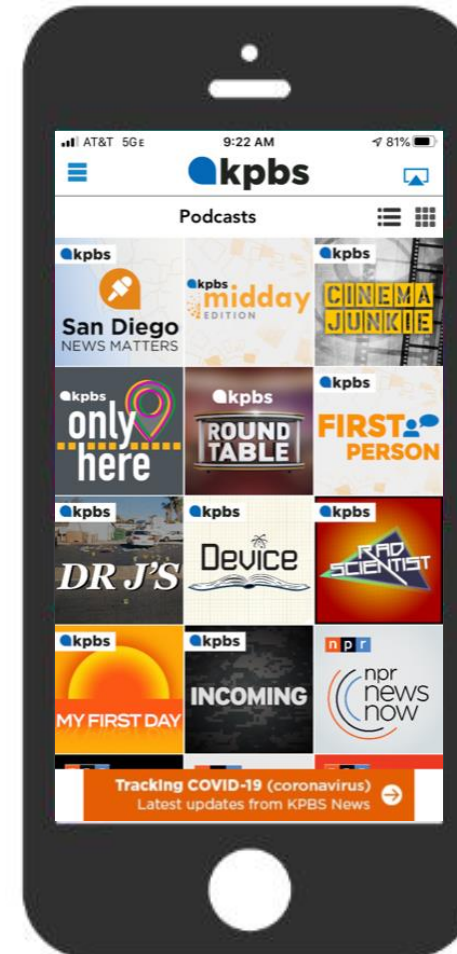 AT&T 5GE 9:22 AM 81%
kpbs
Podcasts
kpbs
San Diego
NEWS MATTERS
kpbs
midday
EDITION
kpbs
CINEMA
JUNKIE
kpbs
only
here
kpbs
ROUND
TABLE
kpbs
FIRST
PERSON
kpbs
DR J'S
kpbs
Device
kpbs
RAD
SCIENTIST
kpbs
MY FIRST DAY
kpbs
INCOMING
npr
npr
news
now
Tracking COVID-19 (coronavirus)
Latest updates from KPBS News